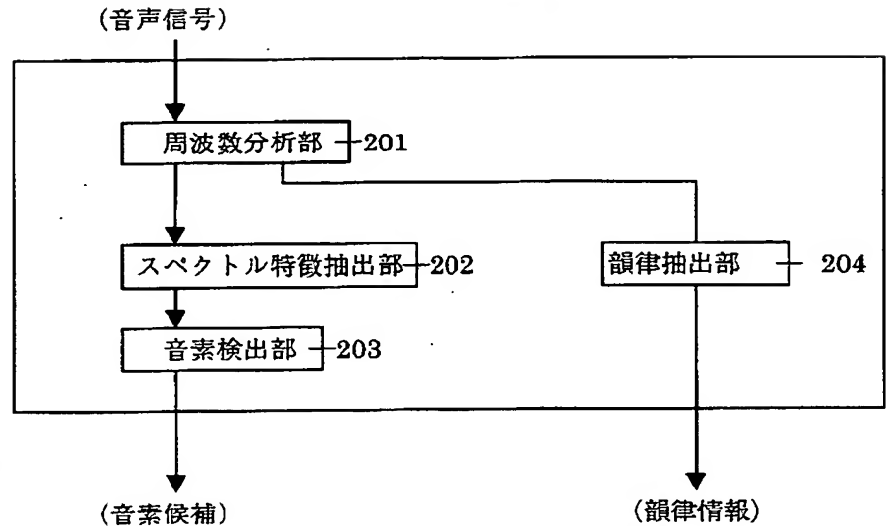 (音声信号)
周波数分析部 201
スペクトル特徴抽出部 202
韻律抽出部 204
音素検出部 203
(音素候補)
(韻律情報)